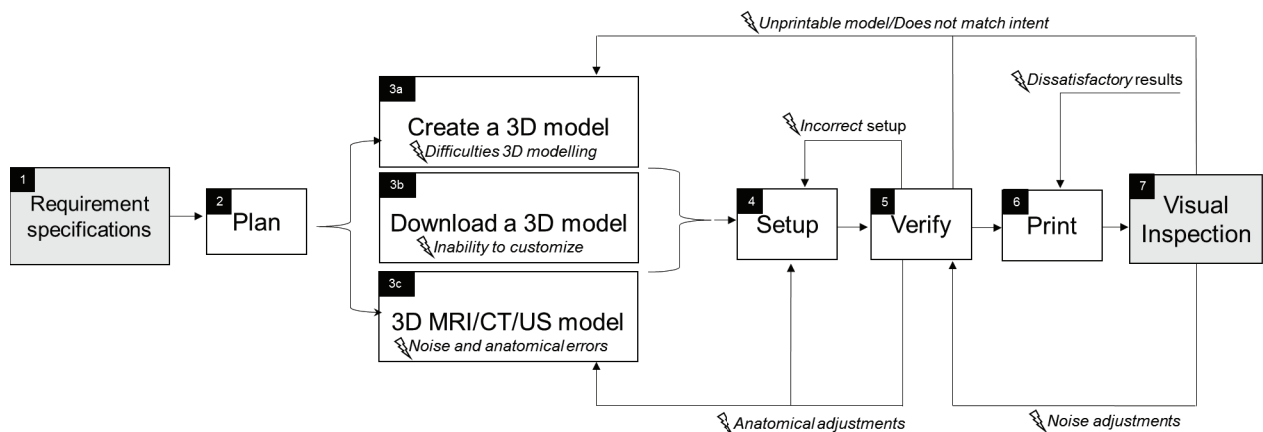 Unprintable model/Does not match intent
Dissatisfactory results
3a
Create a 3D model
Difficulties 3D modelling
Incorrect setup
1
Requirement
specifications
2
Plan
3b
Download a 3D model
Inability to customize
4
Setup
5
Verify
6
Print
7
Visual
Inspection
3c
3D MRI/CT/US model
Noise and anatomical errors
Anatomical adjustments
Noise adjustments